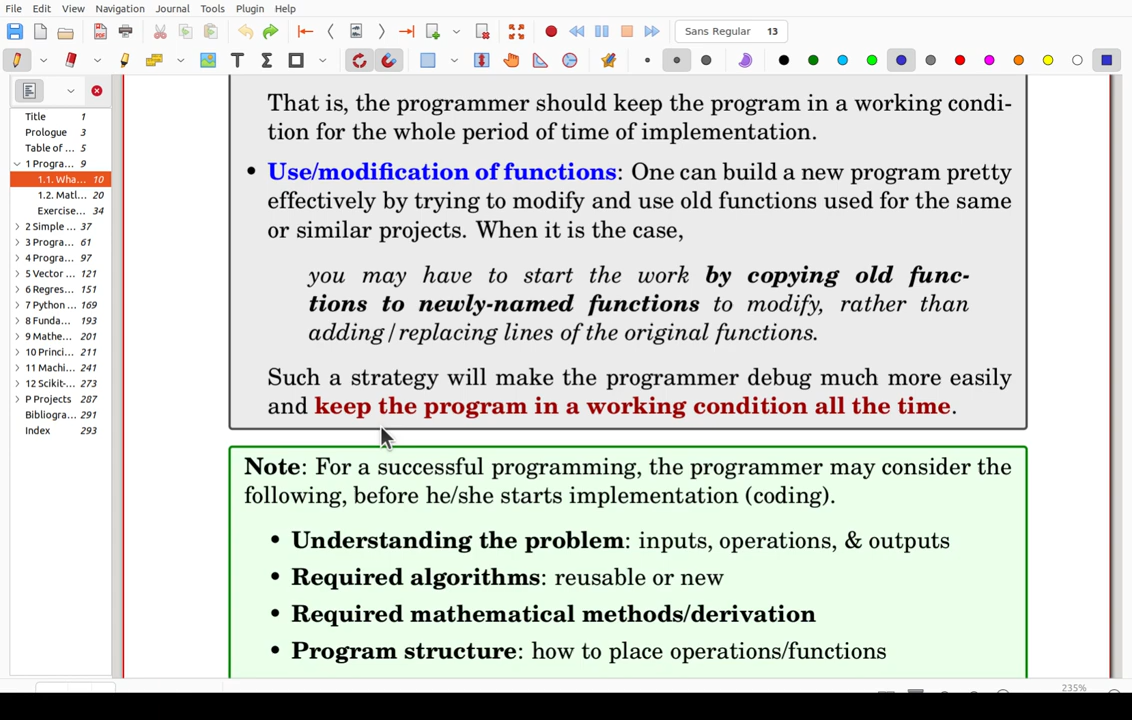 File Edit View Navigation Journal Tools Plugin Help
Sans Regular 13
Title 1
Prologue 3
Table of ... 5
1 Progra... 9
1.1. Wha... 10
1.2. Matl... 20
Exercise... 34
2 Simple ... 37
3 Progra... 61
4 Progra... 97
5 Vector ... 121
6 Regres... 151
7 Python ... 169
8 Funda... 193
9 Mathe... 201
10 Princi... 211
11 Machi... 241
12 Scikit-... 273
P Projects 287
Bibliogra... 291
Index 293
That is, the programmer should keep the program in a working condi-
tion for the whole period of time of implementation.
• Use/modification of functions: One can build a new program pretty
effectively by trying to modify and use old functions used for the same
or similar projects. When it is the case,
you may have to start the work by copying old func-
tions to newly-named functions to modify, rather than
adding/replacing lines of the original functions.
Such a strategy will make the programmer debug much more easily
and keep the program in a working condition all the time.
Note: For a successful programming, the programmer may consider the
following, before he/she starts implementation (coding).
• Understanding the problem: inputs, operations, & outputs
• Required algorithms: reusable or new
• Required mathematical methods/derivation
• Program structure: how to place operations/functions
235%